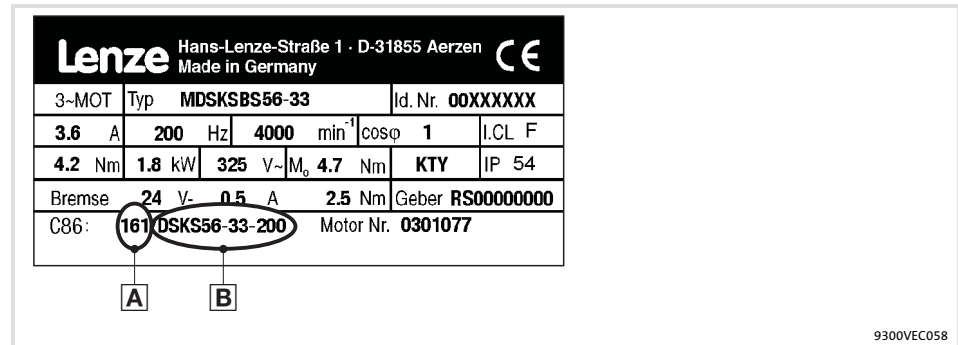 Lenze Hans-Lenze-Straße 1 · D-31855 Aerzen
Made in Germany CE
3~MOT Typ MDSKSBS56-33 Id. Nr. 00XXXXXX
3.6 A 200 Hz 4000 min⁻¹ cosφ 1 I.CL F
4.2 Nm 1.8 kW 325 V~ M₀ 4.7 Nm KTY IP 54
Bremse 24 V- 0.5 A 2.5 Nm Geber RS00000000
C86: 161 DSKS56-33-200 Motor Nr. 0301077
A B
9300VEC058